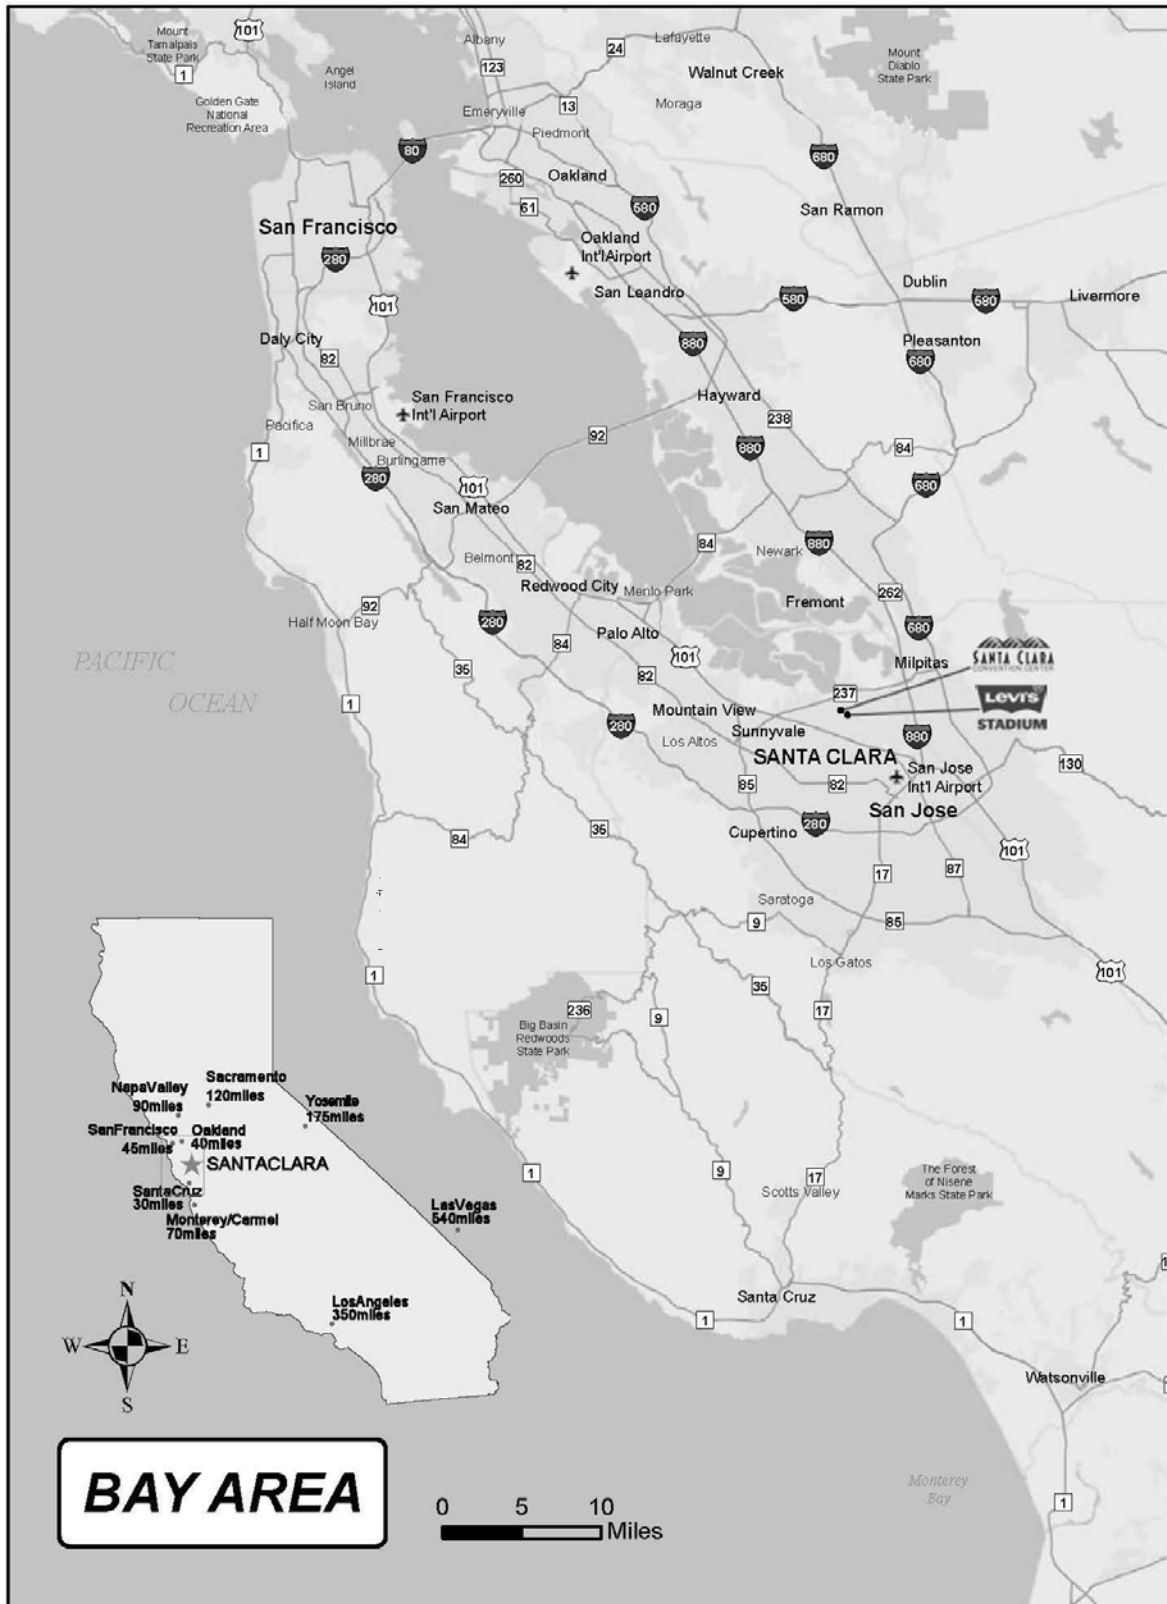 101
Mount
Tamalpais
State Park
1
Angel
Island
Golden Gate
National
Recreation Area
Albany
123
24
Lafayette
Walnut Creek
Mount
Diablo
State Park
Emeryville
13
Moraga
Piedmont
80
680
260
Oakland
61
580
San Ramon
San Francisco
280
Oakland
Int'l Airport
Dublin
San Leandro
580
580
Livermore
101
Daly City
82
880
Pleasanton
680
San Francisco
Int'l Airport
Hayward
San Bruno
Pacifica
238
1
Millbrae
92
880
84
Burlingame
280
101
680
San Mateo
Belmont
82
84
Newark
880
Redwood City
Menlo Park
262
Fremont
92
Half Moon Bay
280
680
84
Palo Alto
PACIFIC
OCEAN
35
82
101
Milpitas
SANTA CLARA
CONVENTION CENTER
237
Levi's
STADIUM
1
Mountain View
280
Sunnyvale
Los Altos
880
SANTA CLARA
130
San Jose
Int'l Airport
85
82
San Jose
280
Cupertino
84
35
101
17
87
Saratoga
9
85
1
Los Gatos
101
35
236
9
17
Big Basin
Redwoods
State Park
NapaValley
90miles
Sacramento
120miles
Yosemite
175miles
SanFrancisco
45miles
Oakland
40miles
SANTACLARA
SantaCruz
30miles
Monterey/Carmel
70miles
LasVegas
540miles
LosAngeles
350miles
1
9
17
Scotts Valley
The Forest
of Nisene
Marks State Park
Santa Cruz
1
1
Watsonville
N
W
E
S
Monterey
Bay
1
BAY AREA
0 5 10
Miles